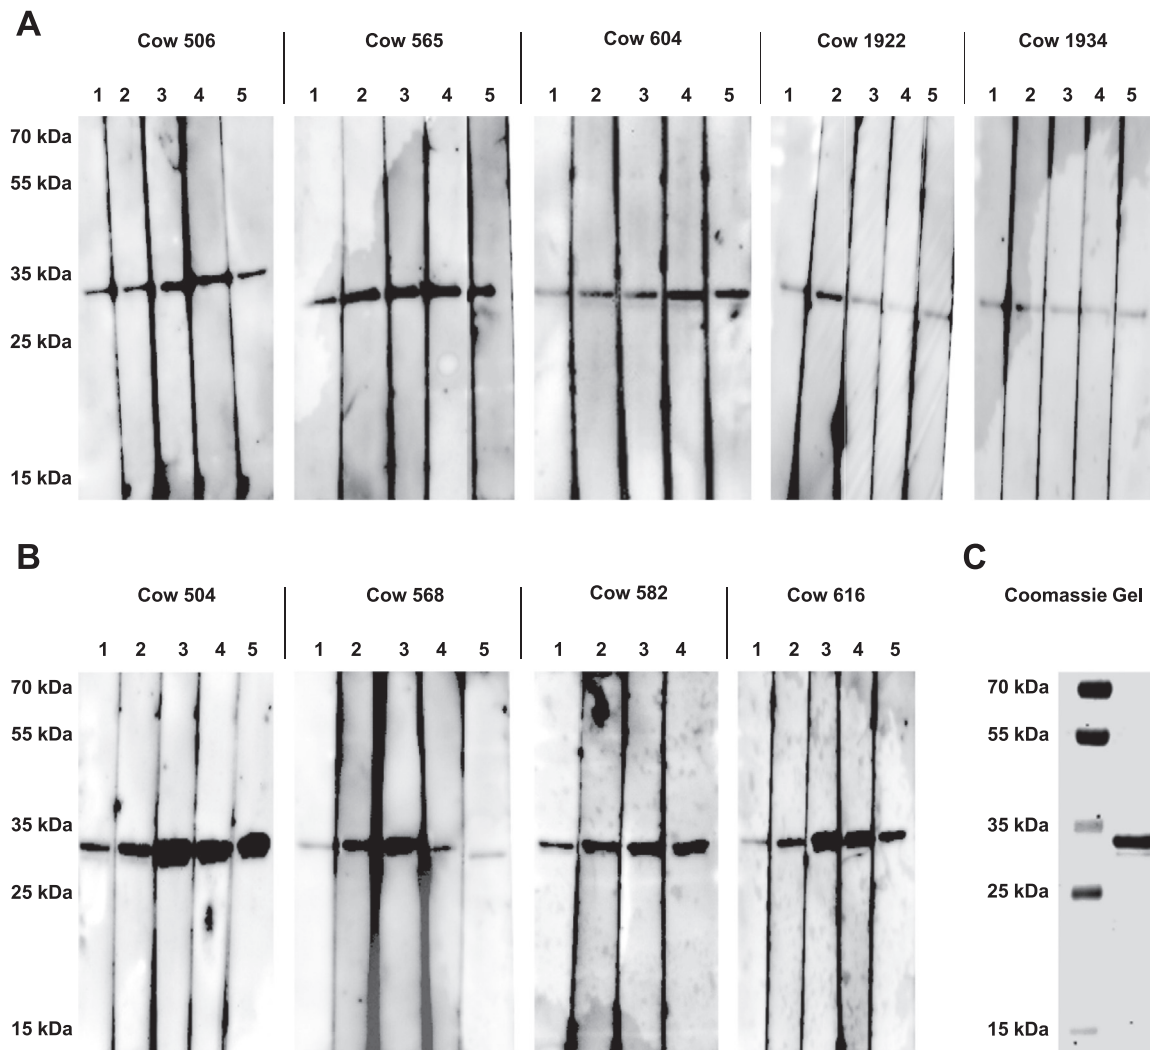 A
Cow 506 Cow 565 Cow 604 Cow 1922 Cow 1934
1 2 3 4 5 1 2 3 4 5 1 2 3 4 5 1 2 3 4 5 1 2 3 4 5
70 kDa
55 kDa
35 kDa
25 kDa
15 kDa
B
Cow 504 Cow 568 Cow 582 Cow 616
1 2 3 4 5 1 2 3 4 5 1 2 3 4 1 2 3 4 5
70 kDa
55 kDa
35 kDa
25 kDa
15 kDa
C
Coomassie Gel
70 kDa
55 kDa
35 kDa
25 kDa
15 kDa